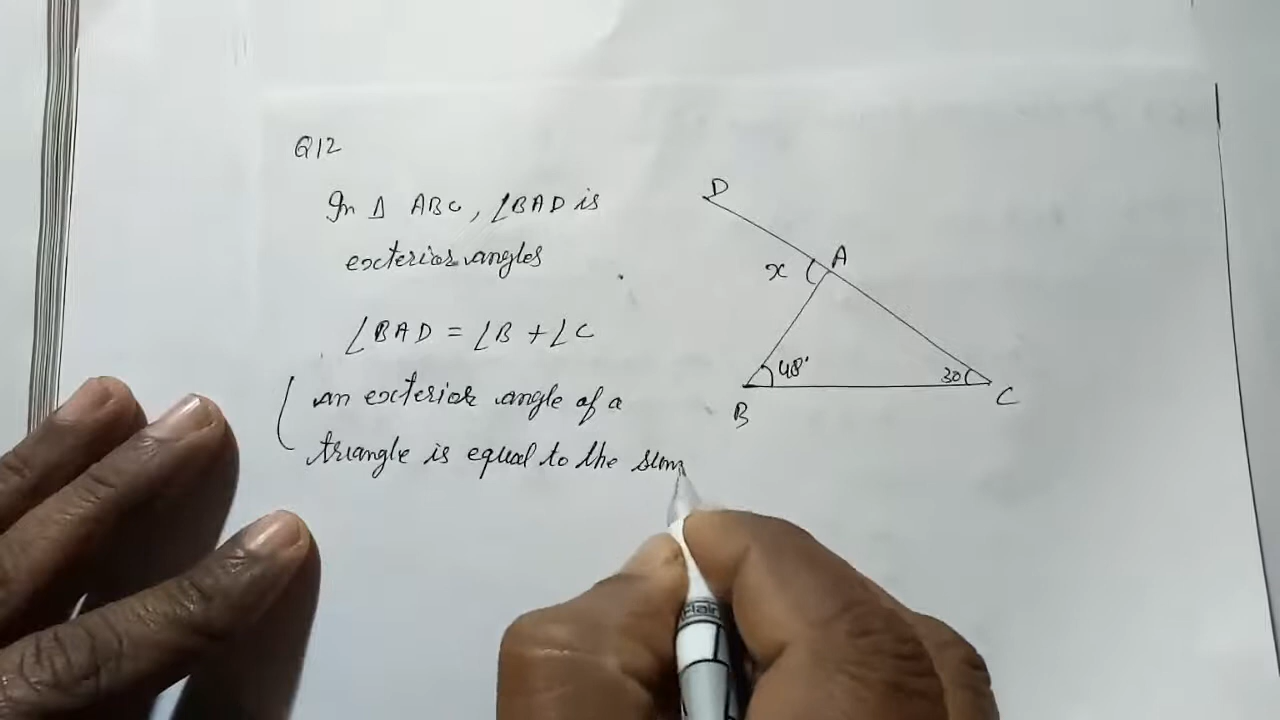 Q12
In Δ ABC, ∠BAD is
exterior angles
∠BAD = ∠B + ∠C
( an exterior angle of a
triangle is equal to the sum
D
A
x
48°
30
B
C